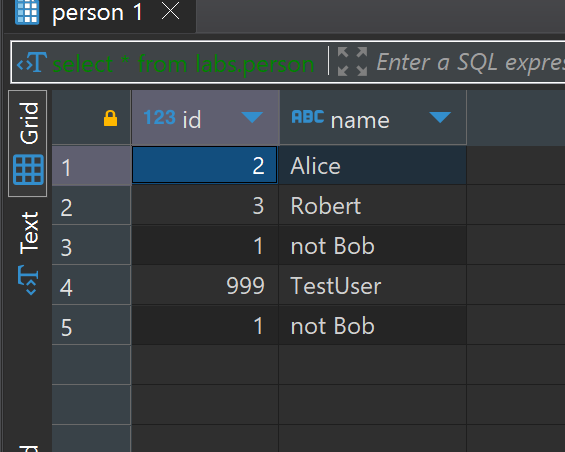 person 1
select * from labs.person Enter a SQL expres
Grid
Text
123 id ABC name
1 2 Alice
2 3 Robert
3 1 not Bob
4 999 TestUser
5 1 not Bob